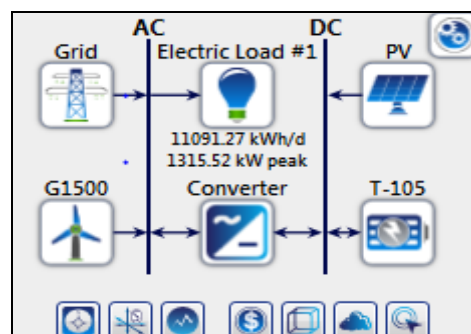 AC DC
Grid Electric Load #1 PV
11091.27 kWh/d
1315.52 kW peak
G1500 Converter T-105